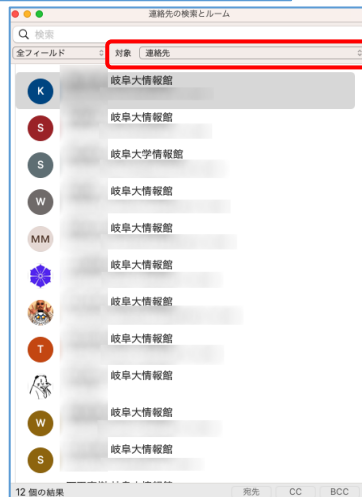 連絡先の検索とルーム
検索
全フィールド 対象 連絡先
K 岐阜大情報館
S 岐阜大情報館
S 岐阜大学情報館
W 岐阜大情報館
MM 岐阜大情報館
岐阜大情報館
岐阜大情報館
T 岐阜大情報館
岐阜大情報館
W 岐阜大情報館
S 岐阜大情報館
12 個の結果 宛先 CC BCC